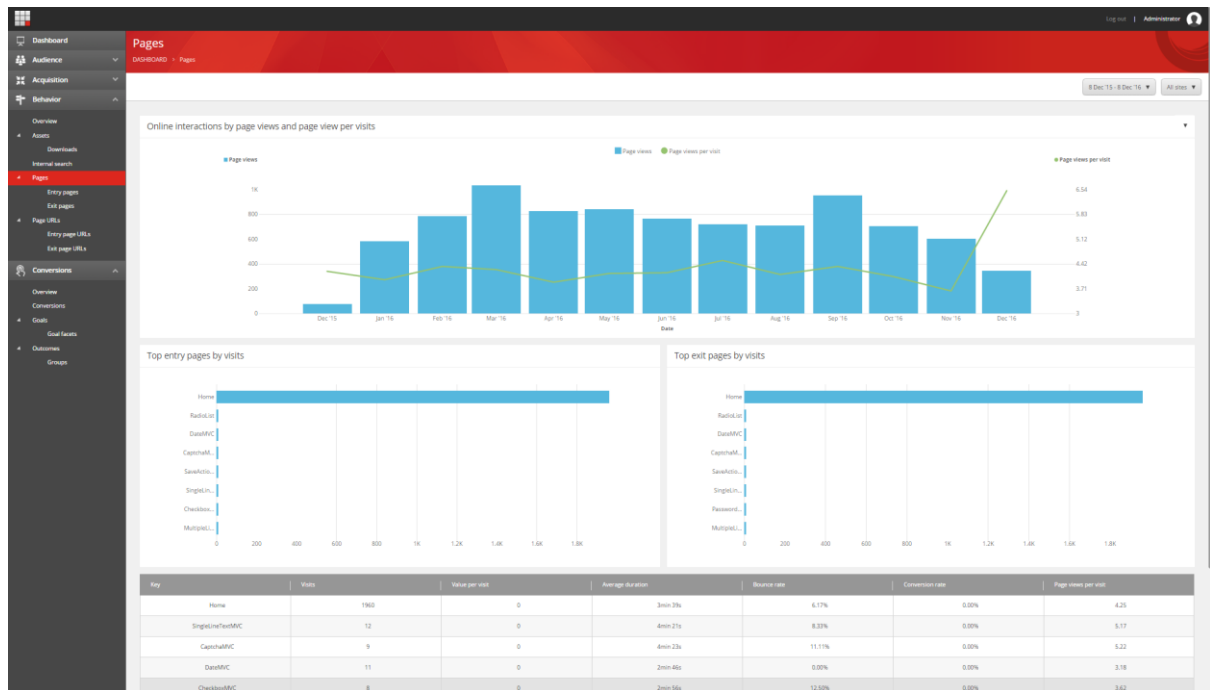 Log out | Administrator
Dashboard
Audience
Acquisition
Behavior
Overview
Assets
Downloads
Internal search
Pages
Entry pages
Exit pages
Page URLs
Entry page URLs
Exit page URLs
Conversions
Overview
Conversions
Goals
Goal facets
Outcomes
Groups
Pages
DASHBOARD > Pages
8 Dec '15 - 8 Dec '16 ▼ All sites ▼
Online interactions by page views and page view per visits
Page views Page views per visit
Page views
Page views per visit
1K 6.54
800 5.83
600 5.12
400 4.42
200 3.71
0 3
Dec '15 Jan '16 Feb '16 Mar '16 Apr '16 May '16 Jun '16 Jul '16 Aug '16 Sep '16 Oct '16 Nov '16 Dec '16
Date
Top entry pages by visits
Home
RadioList
DateMVC
CaptchaM...
SaveActio...
SingleLin...
Checkbox...
MultipleLi...
0 200 400 600 800 1K 1.2K 1.4K 1.6K 1.8K
Top exit pages by visits
Home
RadioList
DateMVC
CaptchaM...
SaveActio...
SingleLin...
Password...
MultipleLi...
0 200 400 600 800 1K 1.2K 1.4K 1.6K 1.8K
Key Visits Value per visit Average duration Bounce rate Conversion rate Page views per visit
Home 1960 0 3min 39s 6.17% 0.00% 4.25
SingleLineTextMVC 12 0 4min 21s 8.33% 0.00% 5.17
CaptchaMVC 9 0 4min 23s 11.11% 0.00% 5.22
DateMVC 11 0 2min 46s 0.00% 0.00% 3.18
CheckboxMVC 8 0 2min 56s 12.50% 0.00% 3.62